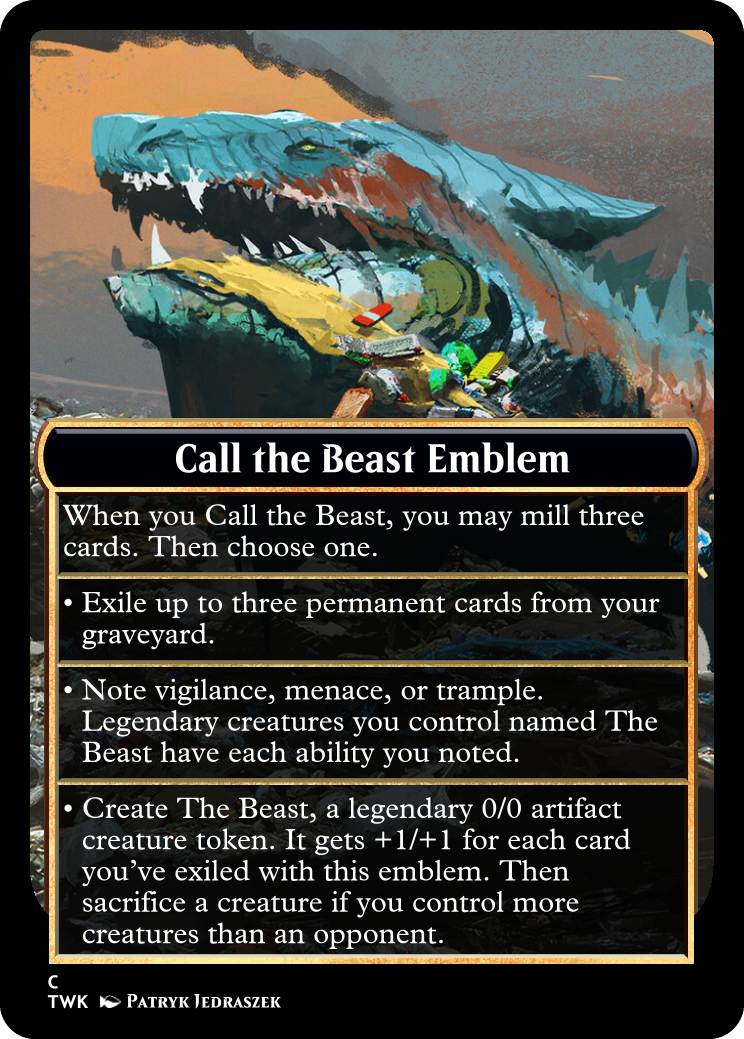 Call the Beast Emblem
When you Call the Beast, you may mill three
cards. Then choose one.
• Exile up to three permanent cards from your
graveyard.
• Note vigilance, menace, or trample.
Legendary creatures you control named The
Beast have each ability you noted.
• Create The Beast, a legendary 0/0 artifact
creature token. It gets +1/+1 for each card
you've exiled with this emblem. Then
sacrifice a creature if you control more
creatures than an opponent.
C
TWK Patryk Jedraszek